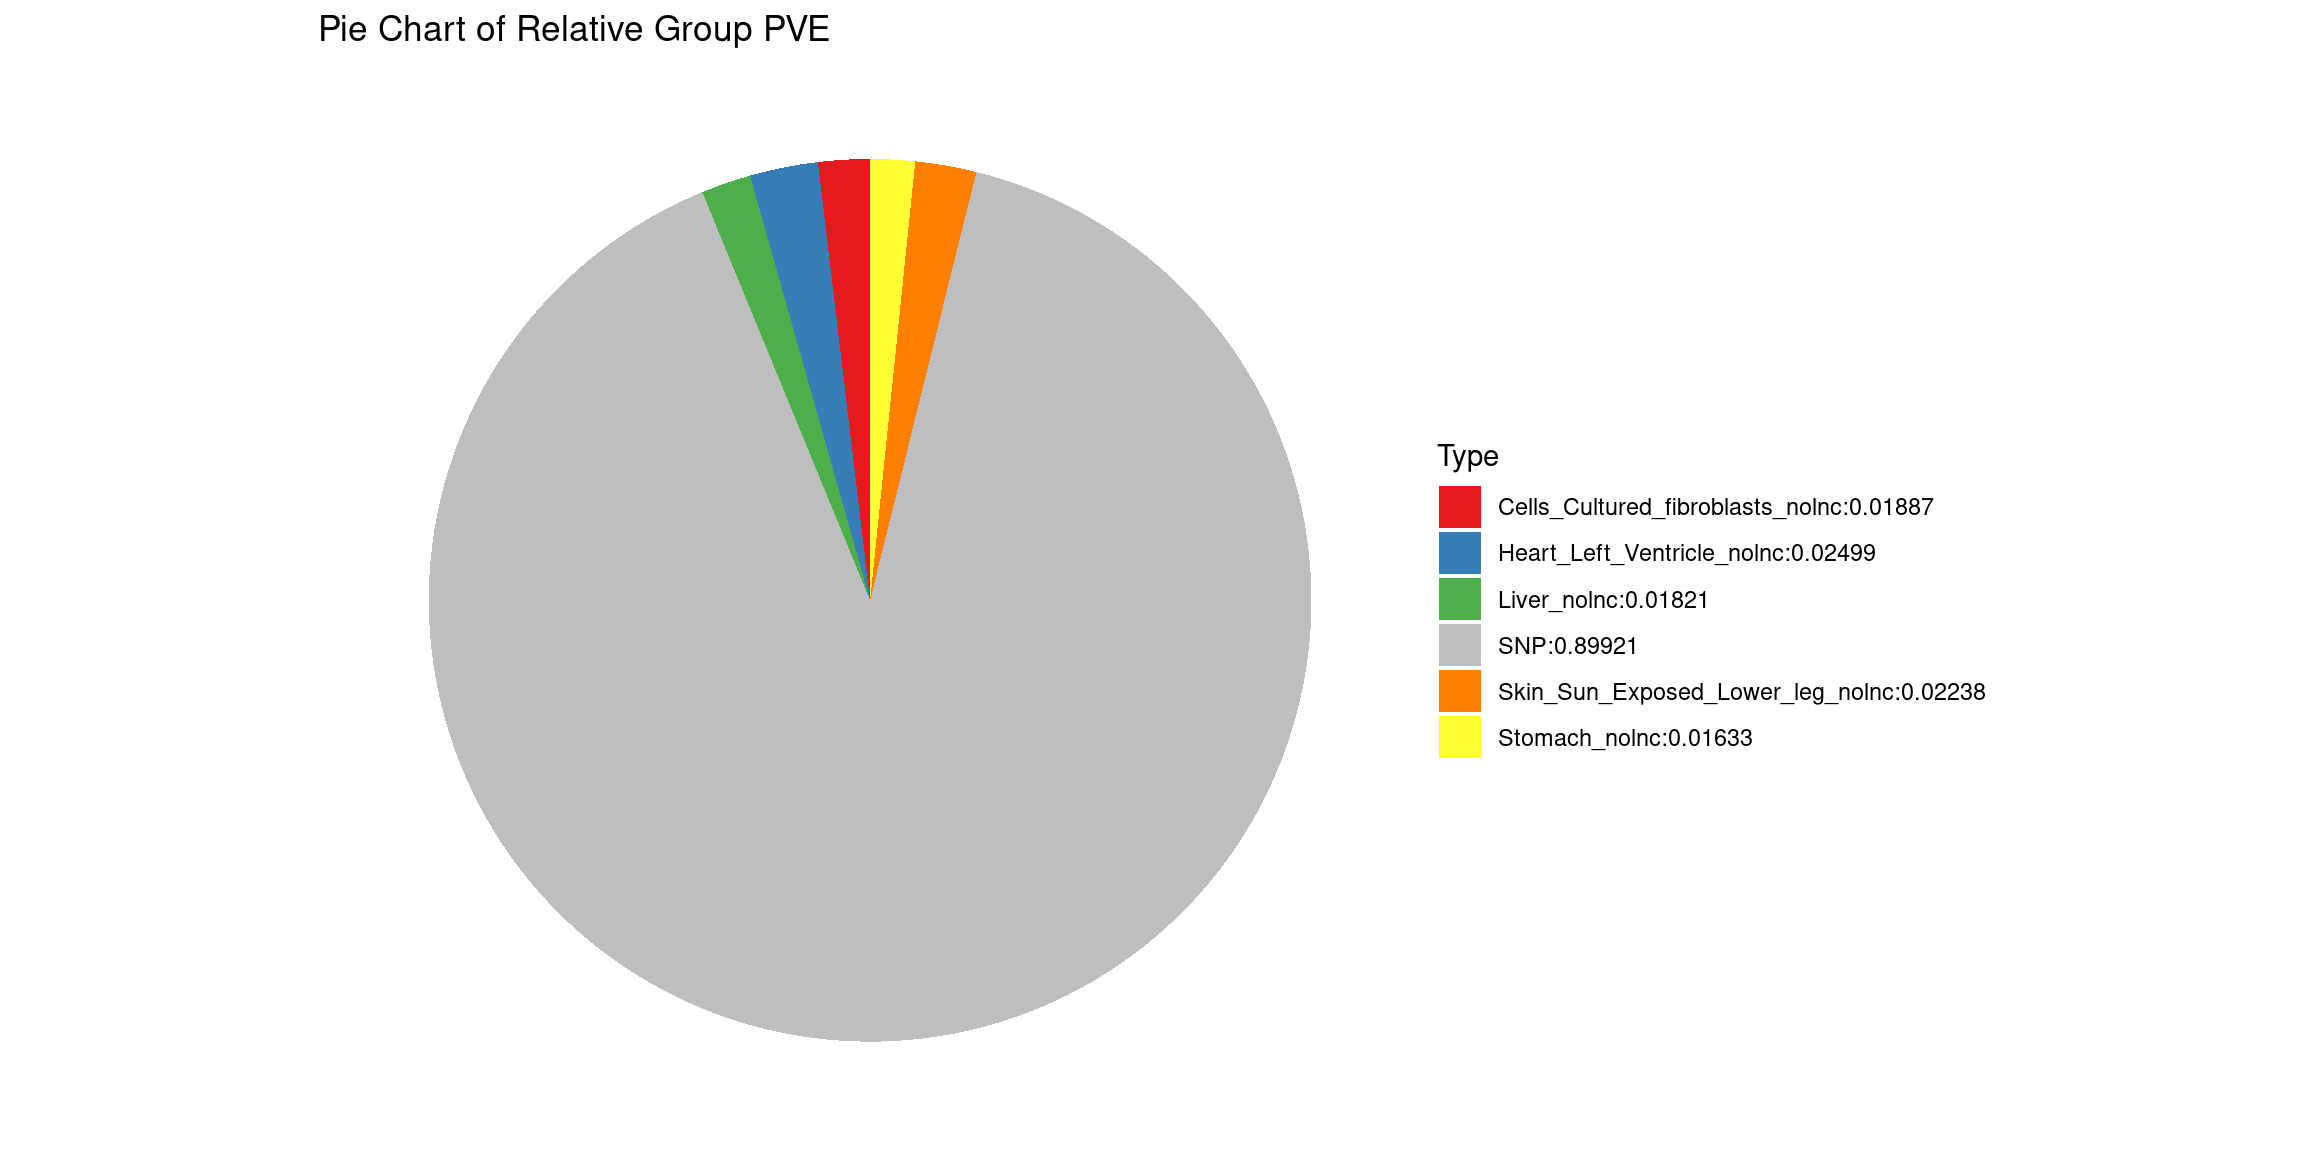 Pie Chart of Relative Group PVE
Type
Cells_Cultured_fibroblasts_nolnc:0.01887
Heart_Left_Ventricle_nolnc:0.02499
Liver_nolnc:0.01821
SNP:0.89921
Skin_Sun_Exposed_Lower_leg_nolnc:0.02238
Stomach_nolnc:0.01633